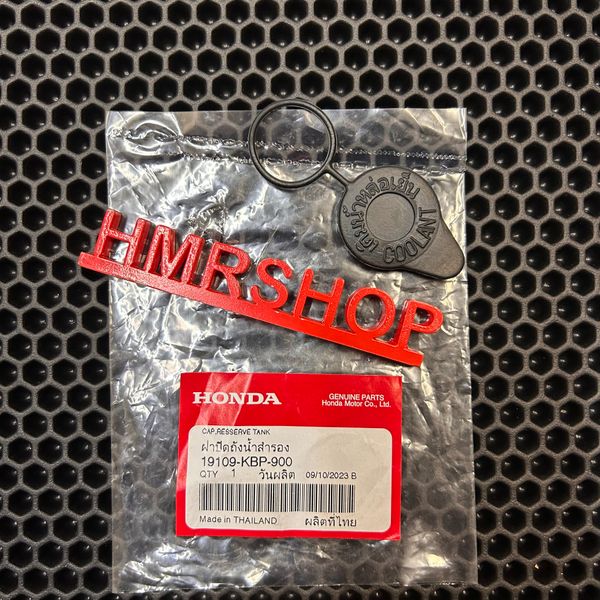 น้ำหล่อเย็น
COOLANT
HMRSHOP
HONDA
GENUINE PARTS
Honda Motor Co., Ltd.
CAP,RESSERVE TANK
ฝาปิดถังน้ำสำรอง
19109-KBP-900
QTY 1 วันผลิต 09/10/2023 B
Made in THAILAND ผลิตที่ไทย